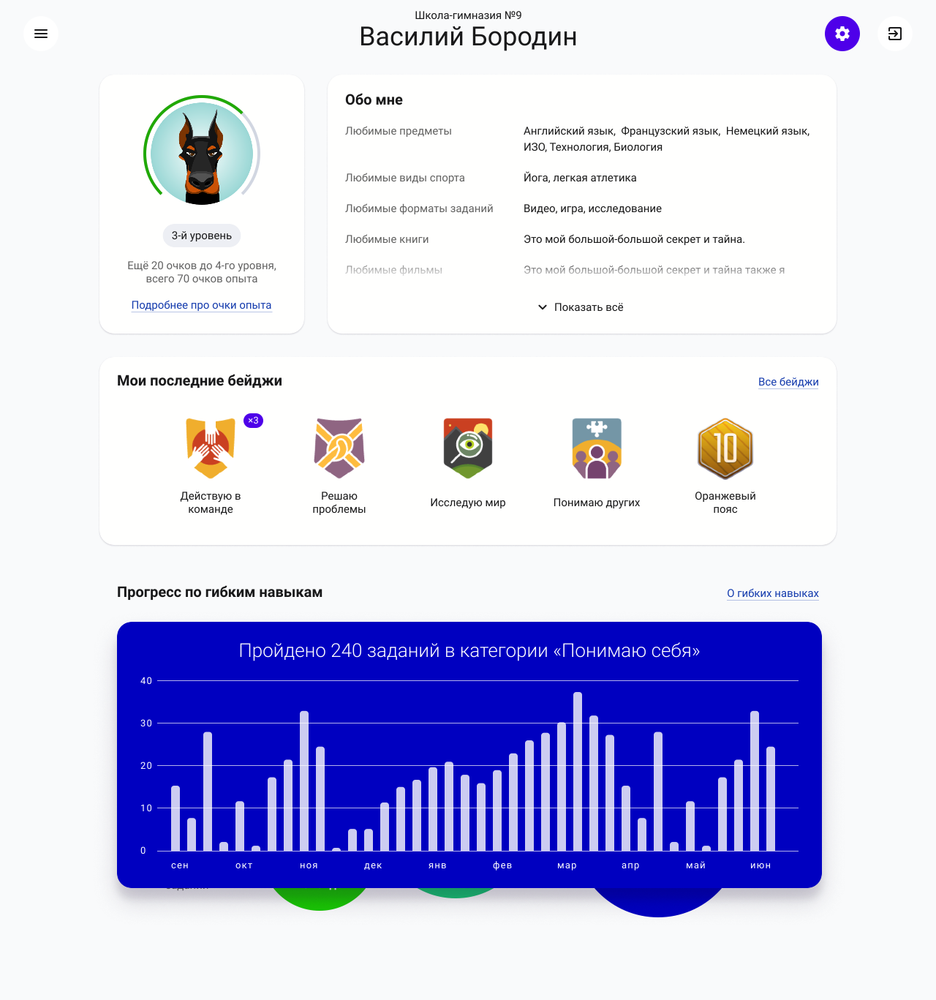 Школа-гимназия №9
Василий Бородин
3-й уровень
Ещё 20 очков до 4-го уровня,
всего 70 очков опыта
Подробнее про очки опыта
Обо мне
Любимые предметы
Английский язык, Французский язык, Немецкий язык,
ИЗО, Технология, Биология
Любимые виды спорта
Йога, легкая атлетика
Любимые форматы заданий
Видео, игра, исследование
Любимые книги
Это мой большой-большой секрет и тайна.
Любимые фильмы
Это мой большой-большой секрет и тайна также я
Показать всё
Мои последние бейджи
Все бейджи
×3
10
Действую в
команде
Решаю
проблемы
Исследую мир
Понимаю других
Оранжевый
пояс
Прогресс по гибким навыкам
О гибких навыках
Пройдено 240 заданий в категории «Понимаю себя»
40
30
20
10
0
сен окт ноя дек янв фев мар апр май июн